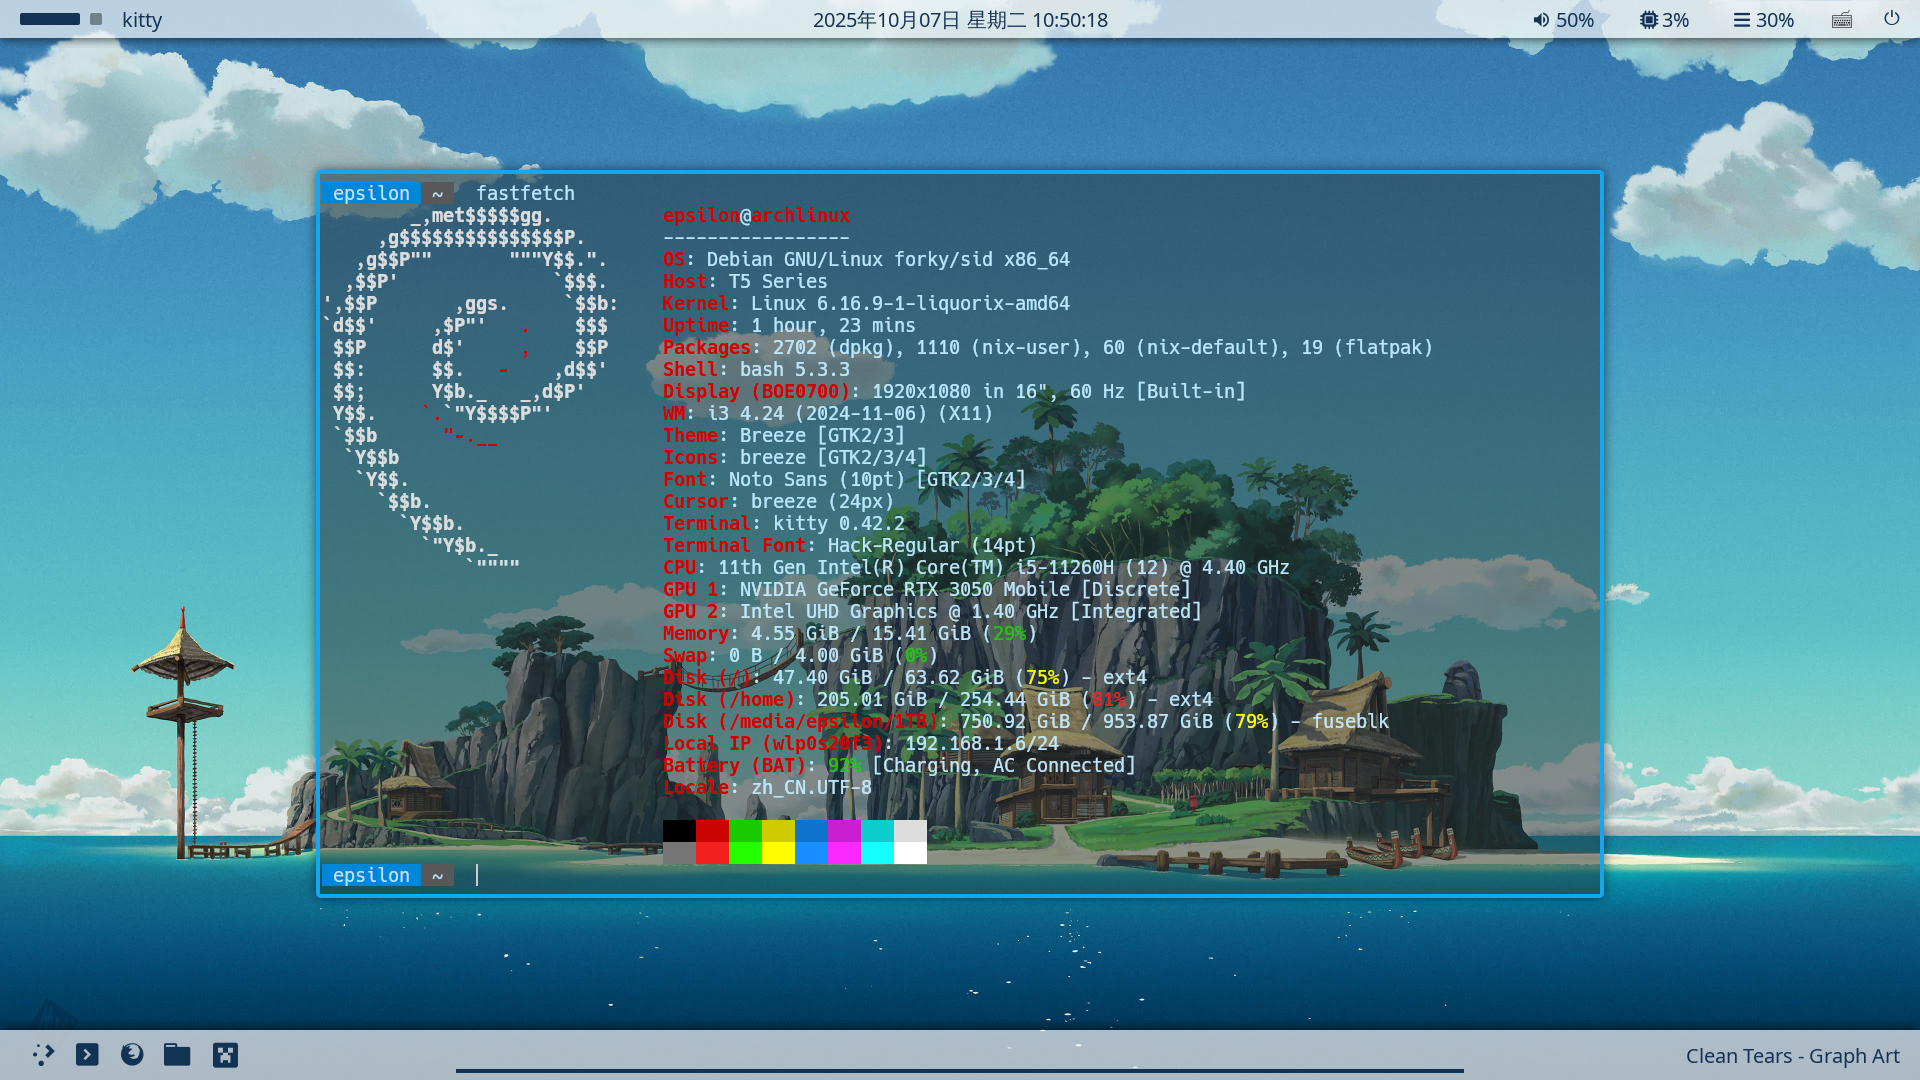 kitty
2025年10月07日 星期二 10:50:18
50%
3%
30%
epsilon ~ fastfetch
_,met$$$$$gg.
,g$$$$$$$$$$$$$$$P.
,g$$P"" """Y$$.".
,$$P' `$$$.
',$$P ,ggs. `$$b:
`d$$' ,$P"' . $$$
$$P d$' , $$P
$$: $$. - ,d$$'
$$; Y$b._ _,d$P'
Y$$. `.`"Y$$$$P"'
`$$b "-.__
`Y$$b
`Y$$.
`$$b.
`Y$$b.
`"Y$b._
`""""
epsilon@archlinux
-----------------
OS: Debian GNU/Linux forky/sid x86_64
Host: T5 Series
Kernel: Linux 6.16.9-1-liquorix-amd64
Uptime: 1 hour, 23 mins
Packages: 2702 (dpkg), 1110 (nix-user), 60 (nix-default), 19 (flatpak)
Shell: bash 5.3.3
Display (BOE0700): 1920x1080 in 16", 60 Hz [Built-in]
WM: i3 4.24 (2024-11-06) (X11)
Theme: Breeze [GTK2/3]
Icons: breeze [GTK2/3/4]
Font: Noto Sans (10pt) [GTK2/3/4]
Cursor: breeze (24px)
Terminal: kitty 0.42.2
Terminal Font: Hack-Regular (14pt)
CPU: 11th Gen Intel(R) Core(TM) i5-11260H (12) @ 4.40 GHz
GPU 1: NVIDIA GeForce RTX 3050 Mobile [Discrete]
GPU 2: Intel UHD Graphics @ 1.40 GHz [Integrated]
Memory: 4.55 GiB / 15.41 GiB (29%)
Swap: 0 B / 4.00 GiB (0%)
Disk (/): 47.40 GiB / 63.62 GiB (75%) - ext4
Disk (/home): 205.01 GiB / 254.44 GiB (81%) - ext4
Disk (/media/epsilon/1TB): 750.92 GiB / 953.87 GiB (79%) - fuseblk
Local IP (wlp0s20f3): 192.168.1.6/24
Battery (BAT): 92% [Charging, AC Connected]
Locale: zh_CN.UTF-8
epsilon ~
Clean Tears - Graph Art